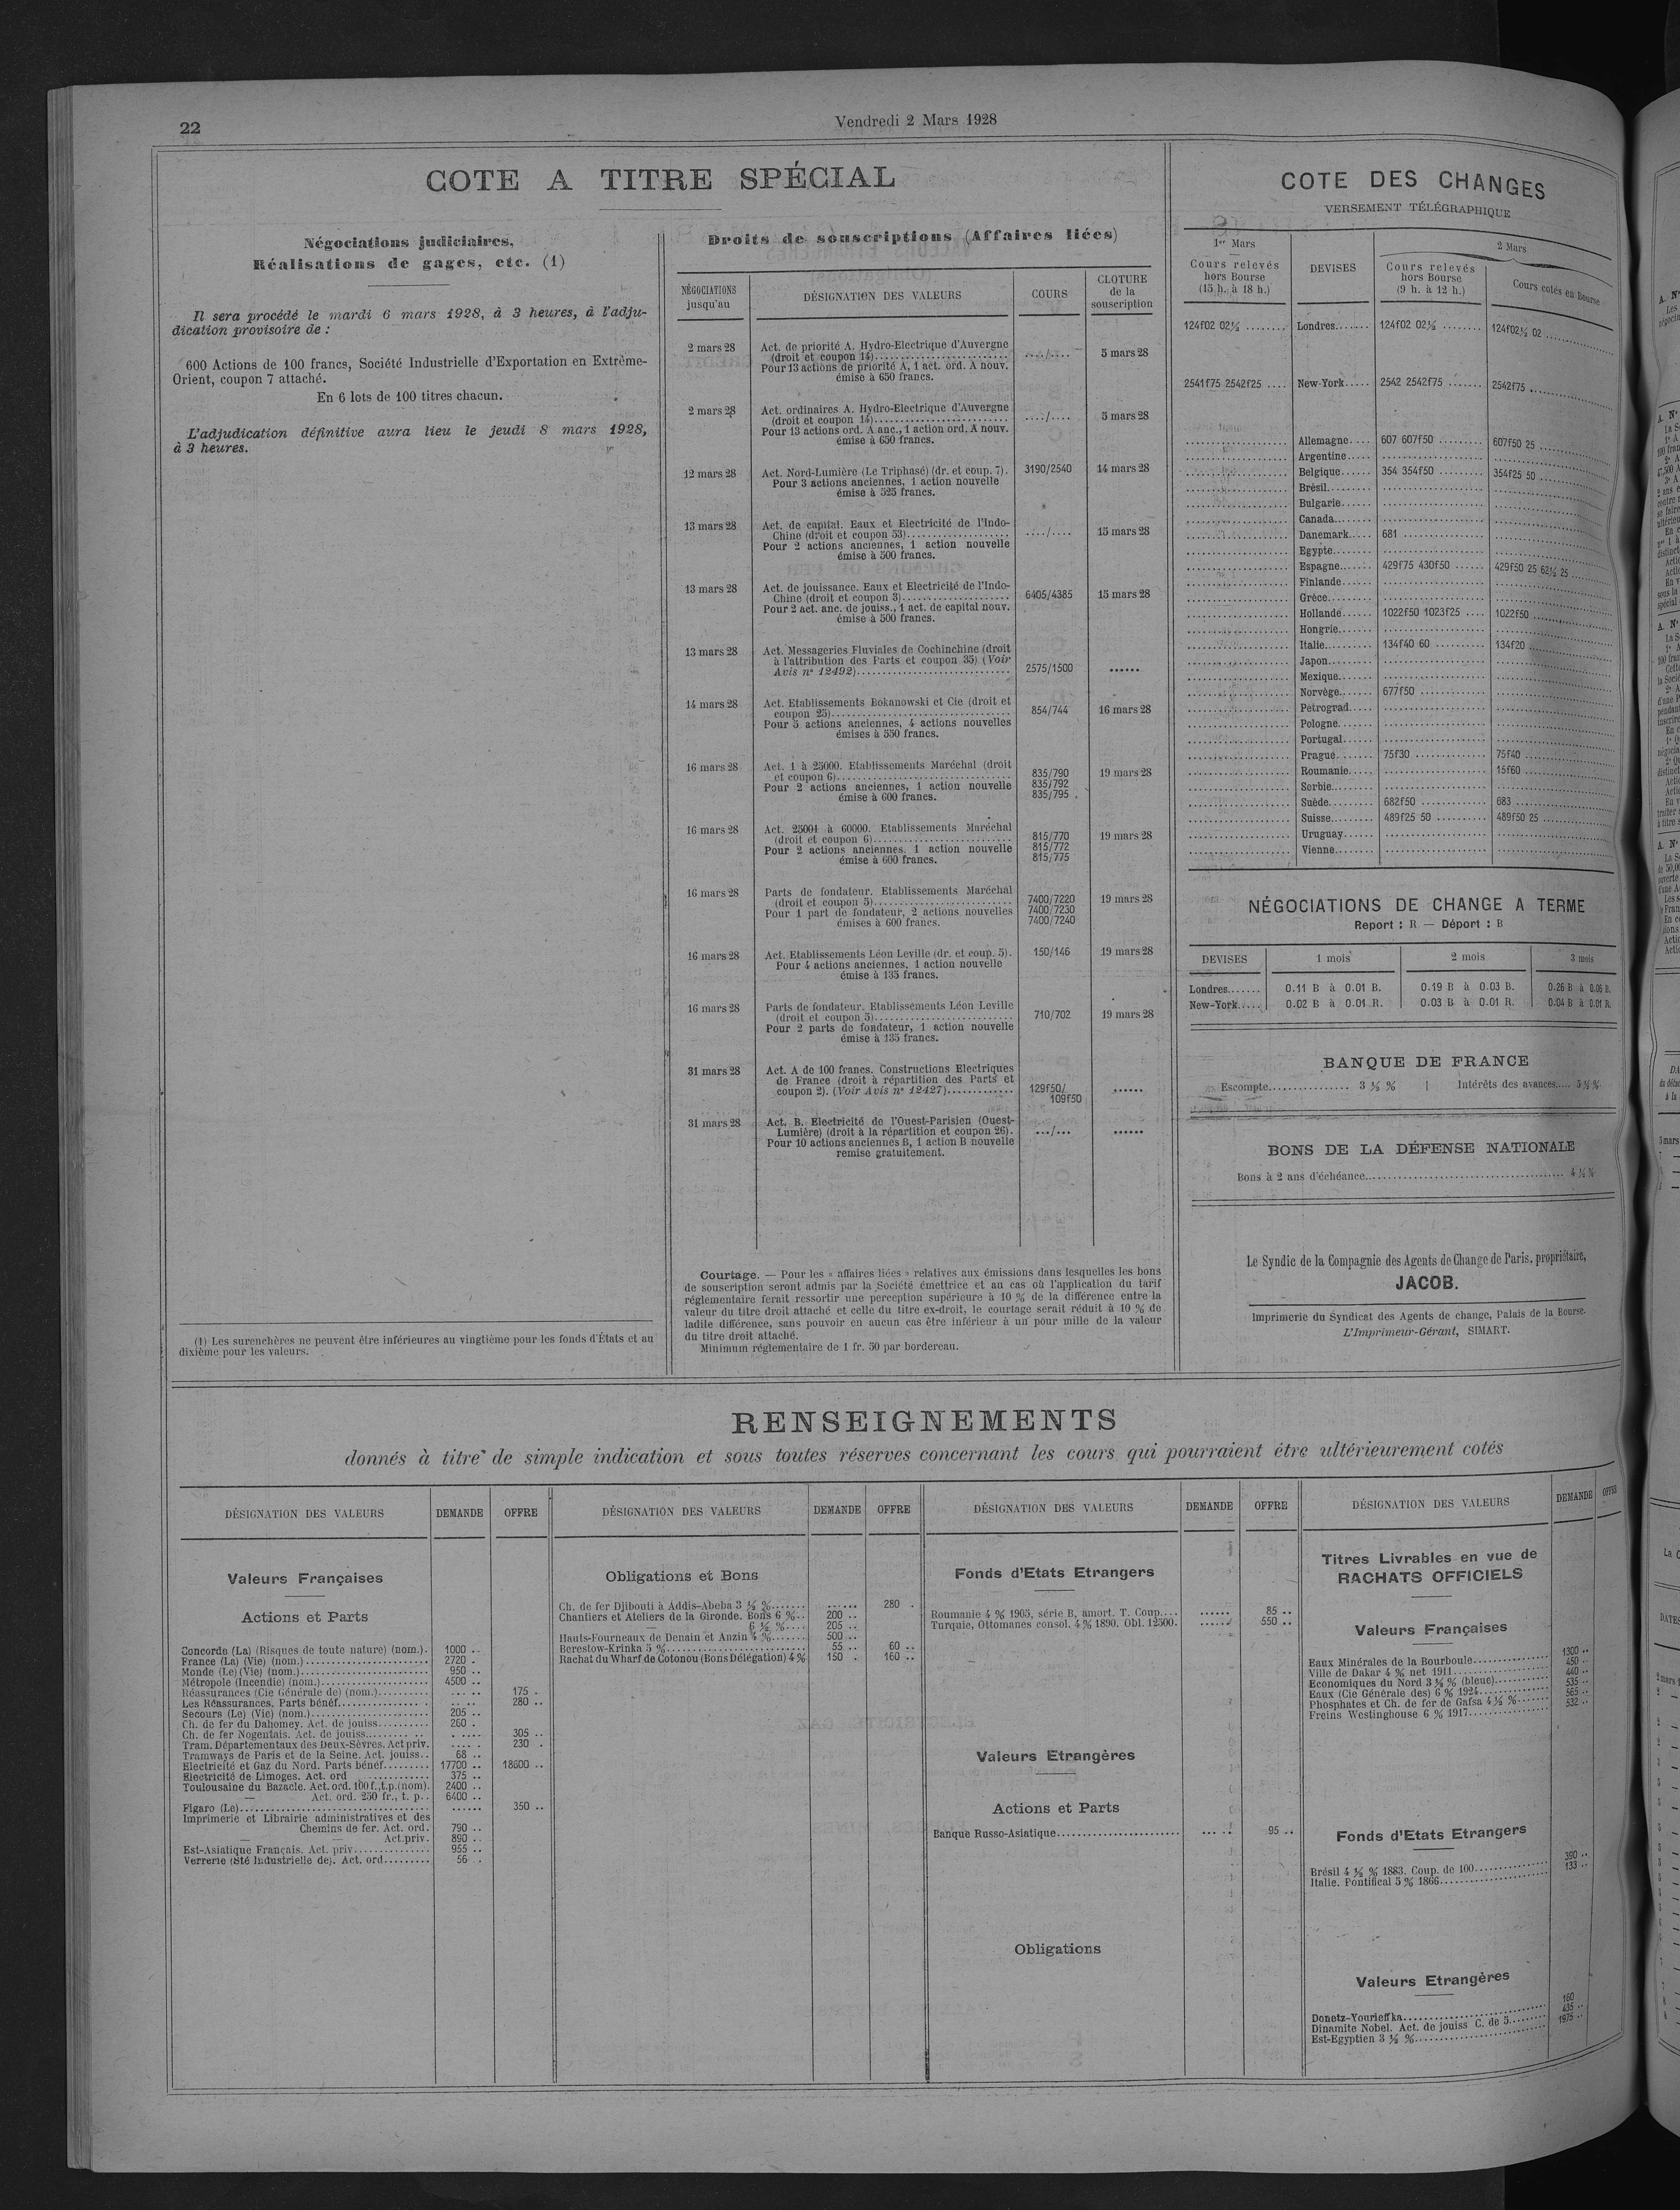 22
Vendredi 2 Mars 1928
COTE A TITRE SPÉCIAL
Négociations judiciaires,
Réalisations de gages, etc. (1)
Il sera procédé le mardi 6 mars 1928, à 3 heures, à l'adju-
dication provisoire de :
600 Actions de 100 francs, Société Industrielle d'Exportation en Extrême-
Orient, coupon 7 attaché.
En 6 lots de 100 titres chacun.
L'adjudication définitive aura lieu le jeudi 8 mars 1928,
à 3 heures.
(1) Les surenchères ne peuvent être inférieures au vingtième pour les fonds d'États et au
dixième pour les valeurs.
Droits de souscriptions (Affaires liées)
NÉGOCIATIONS jusqu'au DÉSIGNATION DES VALEURS COURS CLOTURE de la souscription
2 mars 28 Act. de priorité A. Hydro-Electrique d'Auvergne
(droit et coupon 14).......... ..../.... 5 mars 28
Pour 13 actions de priorité A, 1 act. ord. A nouv.
émise à 650 francs.
2 mars 28 Act. ordinaires A. Hydro-Electrique d'Auvergne
(droit et coupon 14).......... ..../.... 5 mars 28
Pour 13 actions ord. A anc., 1 action ord. A nouv.
émise à 650 francs.
12 mars 28 Act. Nord-Lumière (Le Triphasé) (dr. et coup. 7). 3190/2540 14 mars 28
Pour 3 actions anciennes, 1 action nouvelle
émise à 525 francs.
13 mars 28 Act. de capital. Eaux et Electricité de l'Indo-
Chine (droit et coupon 53).......... ..../.... 15 mars 28
Pour 2 actions anciennes, 1 action nouvelle
émise à 500 francs.
13 mars 28 Act. de jouissance. Eaux et Electricité de l'Indo-
Chine (droit et coupon 3).......... 6405/4385 15 mars 28
Pour 2 act. anc. de jouiss., 1 act. de capital nouv.
émise à 500 francs.
13 mars 28 Act. Messageries Fluviales de Cochinchine (droit
à l'attribution des Parts et coupon 35) (Voir
Avis n° 12492).......... 2575/1500 ......
14 mars 28 Act. Etablissements Bokanowski et Cie (droit et
coupon 25).......... 854/744 16 mars 28
Pour 5 actions anciennes, 4 actions nouvelles
émises à 550 francs.
16 mars 28 Act. 1 à 25000. Etablissements Maréchal (droit
et coupon 6).......... 835/790 19 mars 28
Pour 2 actions anciennes, 1 action nouvelle 835/792
émise à 600 francs. 835/795
16 mars 28 Act. 25001 à 60000. Etablissements Maréchal
(droit et coupon 6).......... 815/770 19 mars 28
Pour 2 actions anciennes, 1 action nouvelle 815/772
émise à 600 francs. 815/775
16 mars 28 Parts de fondateur. Etablissements Maréchal
(droit et coupon 5).......... 7400/7220 19 mars 28
Pour 1 part de fondateur, 2 actions nouvelles 7400/7230
émises à 600 francs. 7400/7240
16 mars 28 Act. Etablissements Léon Leville (dr. et coup. 5). 150/146 19 mars 28
Pour 4 actions anciennes, 1 action nouvelle
émise à 135 francs.
16 mars 28 Parts de fondateur. Etablissements Léon Leville
(droit et coupon 5).......... 710/702 19 mars 28
Pour 2 parts de fondateur, 1 action nouvelle
émise à 135 francs.
31 mars 28 Act. A de 100 francs. Constructions Electriques
de France (droit à répartition des Parts et
coupon 2). (Voir Avis n° 12427).......... 129f50/ ......
109f50
31 mars 28 Act. B. Electricité de l'Ouest-Parisien (Ouest-
Lumière) (droit à la répartition et coupon 26). .../... ......
Pour 10 actions anciennes B, 1 action B nouvelle
remise gratuitement.
Courtage. — Pour les « affaires liées » relatives aux émissions dans lesquelles les bons
de souscription seront admis par la Société émettrice et au cas où l'application du tarif
réglementaire ferait ressortir une perception supérieure à 10 % de la différence entre la
valeur du titre droit attaché et celle du titre ex-droit, le courtage serait réduit à 10 % de
ladite différence, sans pouvoir en aucun cas être inférieur à un pour mille de la valeur
du titre droit attaché.
Minimum réglementaire de 1 fr. 50 par bordereau.
COTE DES CHANGES
VERSEMENT TÉLÉGRAPHIQUE
1er Mars
Cours relevés hors Bourse (15 h. à 18 h.)
DEVISES
2 Mars
Cours relevés hors Bourse (9 h. à 12 h.)
Cours cotés en Bourse
124f02 02½ ........ Londres....... 124f02 02½ ........ 124f02½ 02 ........
2541f75 2542f25 .... New-York..... 2542 2542f75 ....... 2542f75 ........
Allemagne.... 607 607f50 ......... 607f50 25 ........
Argentine.....
Belgique...... 354 354f50 ......... 354f25 50 ........
Brésil.........
Bulgarie......
Canada........
Danemark..... 681 ........
Egypte.......
Espagne...... 429f75 430f50 ...... 429f50 25 62½ 25 ........
Finlande......
Grèce.........
Hollande...... 1022f50 1023f25 .... 1022f50 ........
Hongrie.......
Italie......... 134f40 60 .......... 134f20 ........
Japon.........
Mexique.......
Norvège....... 677f50 ........
Pétrograd.....
Pologne.......
Portugal......
Prague........ 75f30 ........ 75f40 ........
Roumanie..... 15f60 ........
Serbie........
Suède......... 682f50 ........ 683 ........
Suisse........ 489f25 50 .......... 489f50 25 ........
Uruguay......
Vienne........
NÉGOCIATIONS DE CHANGE A TERME
Report : R — Déport : B
DEVISES 1 mois 2 mois 3 mois
Londres....... 0.11 B à 0.01 B. 0.19 B à 0.03 B. 0.26 B à 0.06 B.
New-York..... 0.02 B à 0.01 R. 0.03 B à 0.01 R. 0.04 B à 0.01 R.
BANQUE DE FRANCE
Escompte............... 3 ½ % | Intérêts des avances..... 5 ½ %
BONS DE LA DÉFENSE NATIONALE
Bons à 2 ans d'échéance.......... 4 ½ %
Le Syndic de la Compagnie des Agents de Change de Paris, propriétaire,
JACOB.
Imprimerie du Syndicat des Agents de change, Palais de la Bourse.
L'Imprimeur-Gérant, SIMART.
RENSEIGNEMENTS
donnés à titre de simple indication et sous toutes réserves concernant les cours qui pourraient être ultérieurement cotés
DÉSIGNATION DES VALEURS DEMANDE OFFRE
Valeurs Françaises
Actions et Parts
Concorde (La) (Risques de toute nature) (nom.). 1000 ..
France (La) (Vie) (nom.).......... 2720 .
Monde (Le) (Vie) (nom.).......... 950 ..
Métropole (Incendie) (nom.).......... 4500 ..
Réassurances (Cie Générale de) (nom.).......... 175 .
Les Réassurances, Parts bénéf.......... 280 ..
Secours (Le) (Vie) (nom.).......... 205 ..
Ch. de fer du Dahomey. Act. de jouiss.......... 260 .
Ch. de fer Nogentais. Act. de jouiss.......... 305 ..
Tram. Départementaux des Deux-Sèvres. Act priv. 230 .
Tramways de Paris et de la Seine. Act. jouiss.. 68 ..
Electricité et Gaz du Nord. Parts bénéf......... 17700 .. 18600 ..
Electricité de Limoges. Act. ord .......... 375 ..
Toulousaine du Bazacle. Act. ord. 100 f., t.p. (nom). 2400 ..
— Act. ord. 250 fr., t. p.. 6400 ..
Figaro (Le).......... ...... 350 ..
Imprimerie et Librairie administratives et des
Chemins de fer. Act. ord. 790 ..
— — Act. priv. 890 ..
Est-Asiatique Français. Act. priv.......... 955 ..
Verrerie (Sté Industrielle de). Act. ord......... 56 ..
DÉSIGNATION DES VALEURS DEMANDE OFFRE
Obligations et Bons
Ch. de fer Djibouti à Addis-Abeba 3 ½ %....... ...... 280 .
Chantiers et Ateliers de la Gironde. Bons 6 %.. 200 ..
— 6 ½ %.... 205 ..
Hauts-Fourneaux de Denain et Anzin 4 %....... 500 ..
Berestow-Krinka 5 %.......... 55 .. 60 ..
Rachat du Wharf de Cotonou (Bons Délégation) 4 % 150 . 160 ..
DÉSIGNATION DES VALEURS DEMANDE OFFRE
Fonds d'Etats Etrangers
Roumanie 4 % 1905, série B, amort. T. Coup.... ...... 85 ..
Turquie, Ottomanes consol. 4 % 1890. Obl. 12500. ...... 550 ..
Valeurs Etrangères
Actions et Parts
Banque Russo-Asiatique.......... 95 ..
Obligations
DÉSIGNATION DES VALEURS DEMANDE OFFRE
Titres Livrables en vue de
RACHATS OFFICIELS
Valeurs Françaises
Eaux Minérales de la Bourboule.......... 1300 ..
Ville de Dakar 4 % net 1911.......... 450 ..
Economiques du Nord 3 ½ % (bleue).......... 440 ..
Eaux (Cie Générale des) 6 % 1924.......... 535 ..
Phosphates et Ch. de fer de Gafsa 4 ½ %....... 565 ..
Freins Westinghouse 6 % 1917.......... 532 ..
Fonds d'Etats Etrangers
Brésil 4 ½ % 1883. Coup. de 100.......... 390 ..
Italie. Pontifical 5 % 1866.......... 133 ..
Valeurs Etrangères
Donetz-Yourieffka.......... 160
Dinamite Nobel. Act. de jouiss C. de 5........ 435 ..
Est-Egyptien 3 ½ %.......... 1975 ..